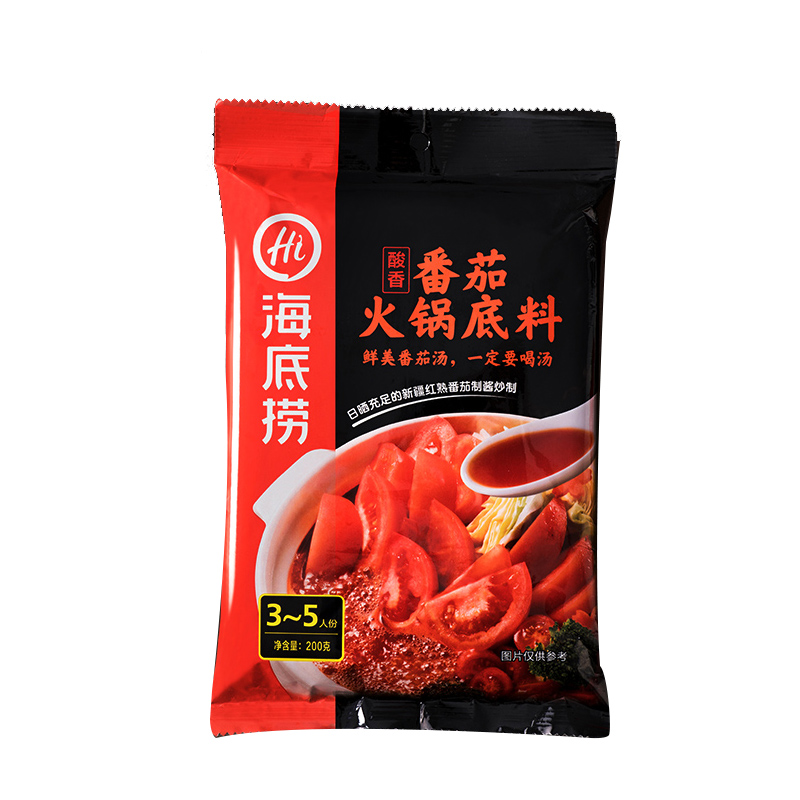 Hi
海底捞
酸香
番茄
火锅底料
鲜美番茄汤，一定要喝汤
日晒充足的新疆红熟番茄制酱炒制
3~5人份
净含量：200克
图片仅供参考